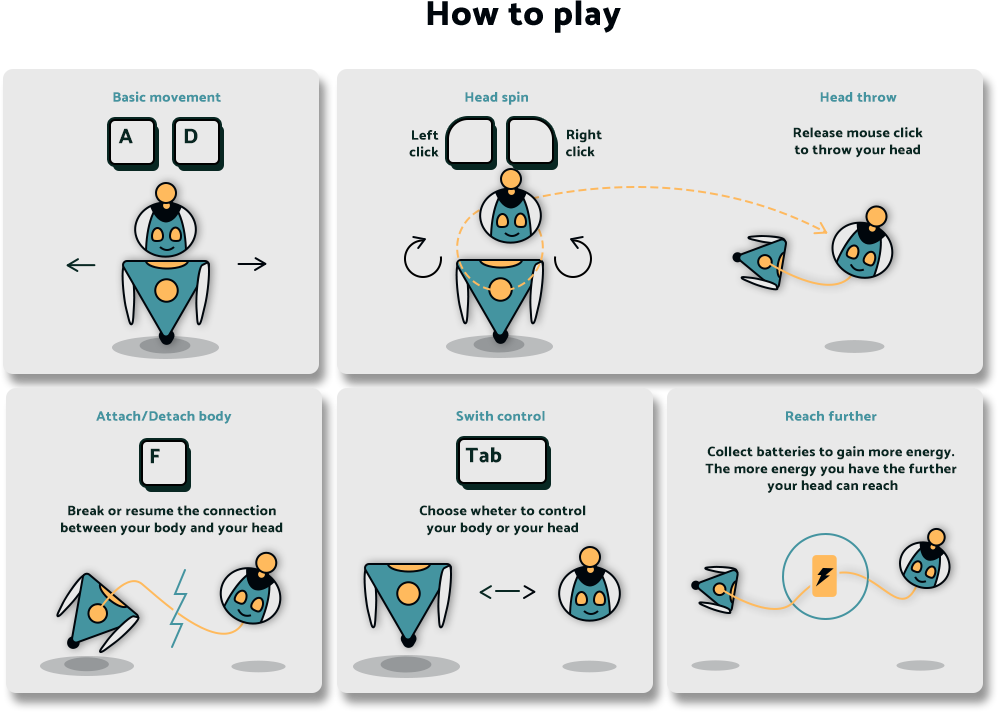 How to play
Basic movement
A
D
Head spin
Left
click
Right
click
Head throw
Release mouse click
to throw your head
Attach/Detach body
F
Break or resume the connection
between your body and your head
Swith control
Tab
Choose wheter to control
your body or your head
Reach further
Collect batteries to gain more energy.
The more energy you have the further
your head can reach